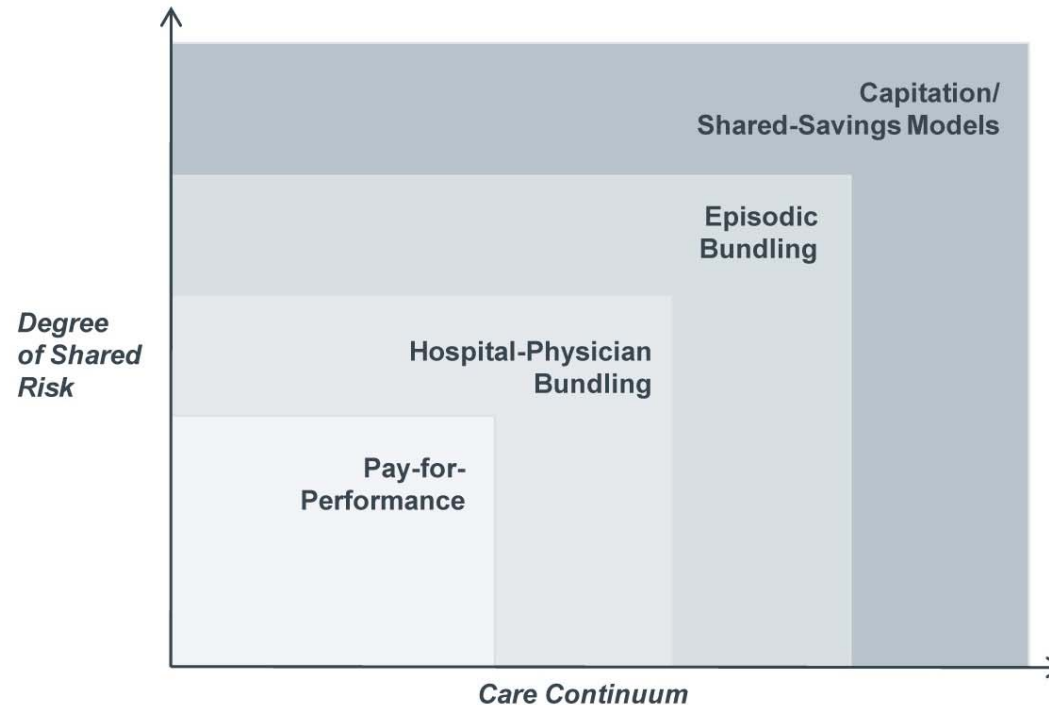 Capitation/
Shared-Savings Models
Episodic
Bundling
Degree
of Shared
Risk
Hospital-Physician
Bundling
Pay-for-
Performance
Care Continuum